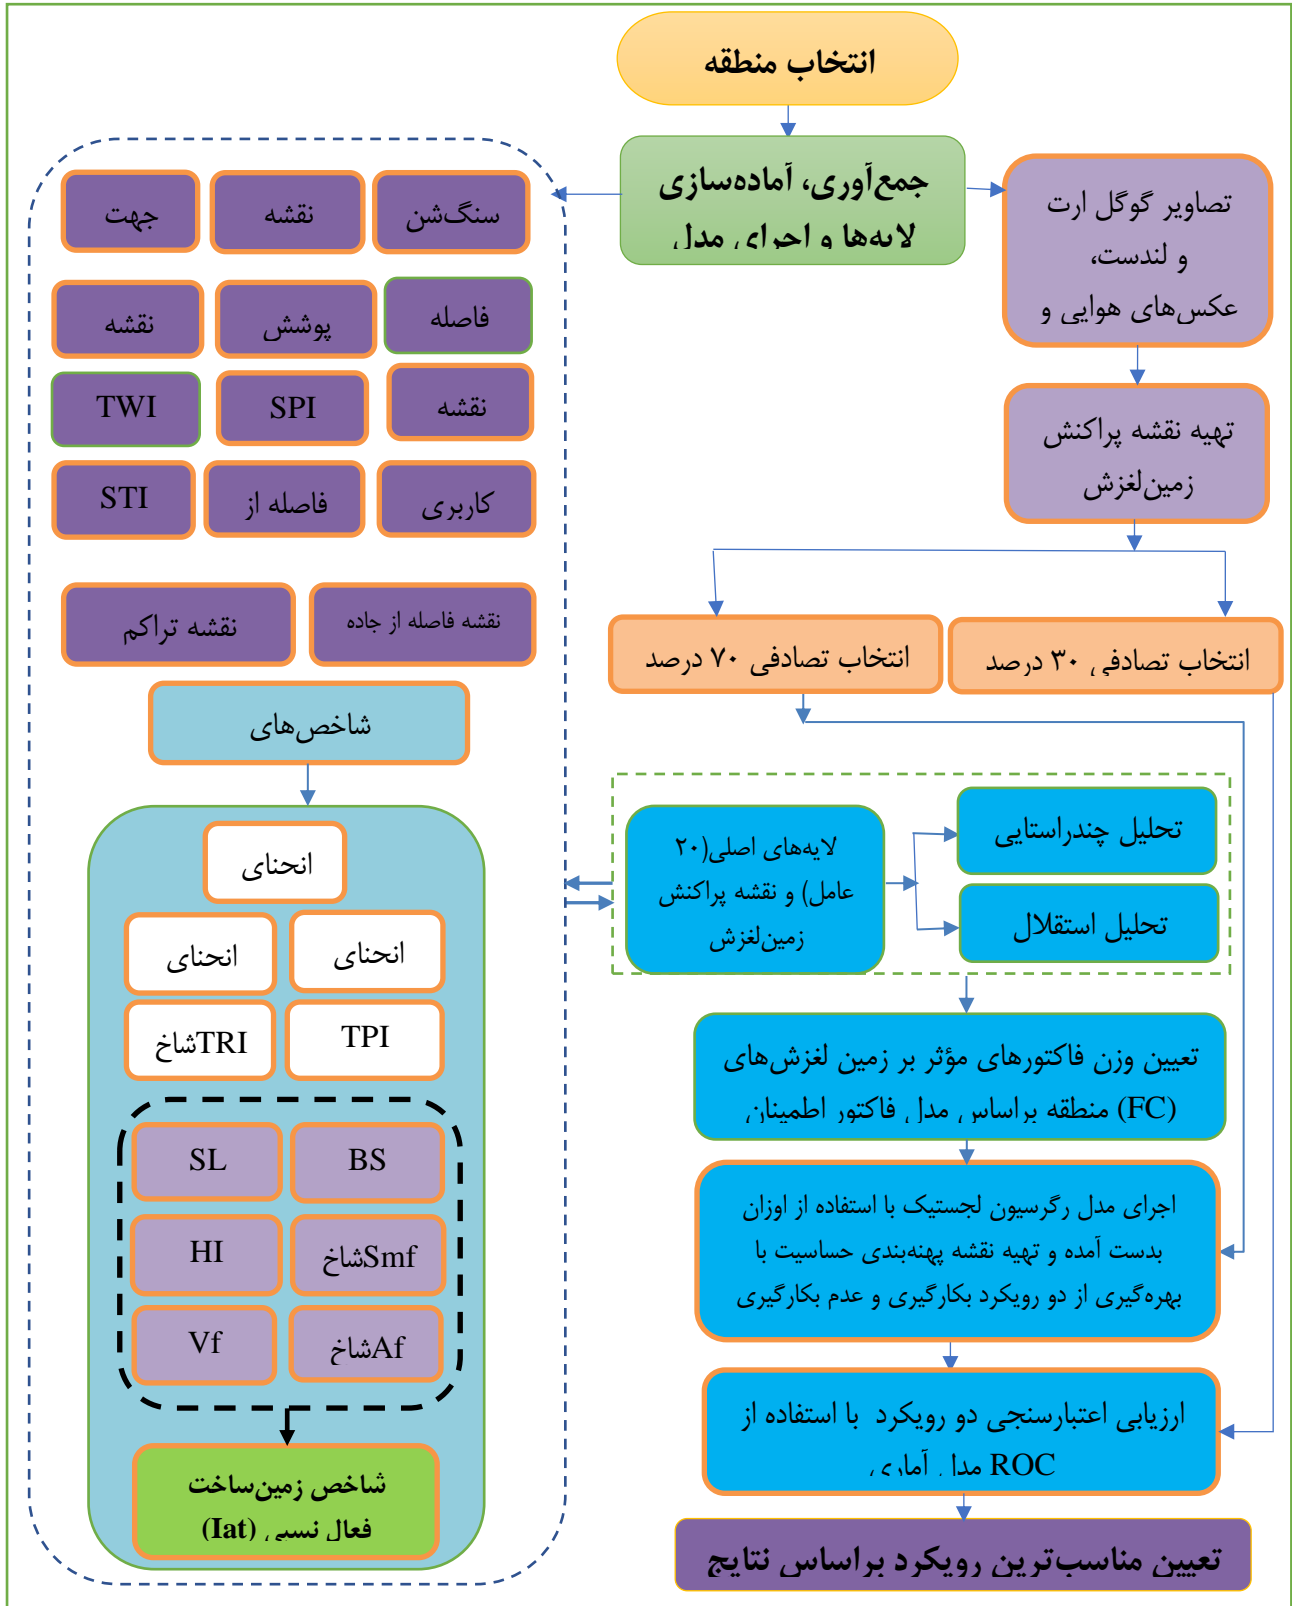 انتخاب منطقه
جمع‌آوری، آماده‌سازی
لایه‌ها و اجرای مدل
تصاویر گوگل ارت
و لندست،
عکس‌های هوایی و
تهیه نقشه پراکنش
زمین‌لغزش
انتخاب تصادفی ۳۰ درصد
انتخاب تصادفی ۷۰ درصد
سنگ‌شن
نقشه
جهت
فاصله
پوشش
نقشه
نقشه
SPI
TWI
کاربری
فاصله از
STI
نقشه فاصله از جاده
نقشه تراکم
شاخص‌های
انحنای
انحنای
انحنای
TPI
شاخTRI
BS
SL
شاخSmf
HI
شاخAf
Vf
شاخص زمین‌ساخت
فعال نسبی (Iat)
لایه‌های اصلی(۲۰
عامل) و نقشه پراکنش
زمین‌لغزش
تحلیل چندراستایی
تحلیل استقلال
تعیین وزن فاکتورهای مؤثر بر زمین لغزش‌های
منطقه براساس مدل فاکتور اطمینان (FC)
اجرای مدل رگرسیون لجستیک با استفاده از اوزان
بدست آمده و تهیه نقشه پهنه‌بندی حساسیت با
بهره‌گیری از دو رویکرد بکارگیری و عدم بکارگیری
ارزیابی اعتبارسنجی دو رویکرد با استفاده از
مدل آماری ROC
تعیین مناسب‌ترین رویکرد براساس نتایج